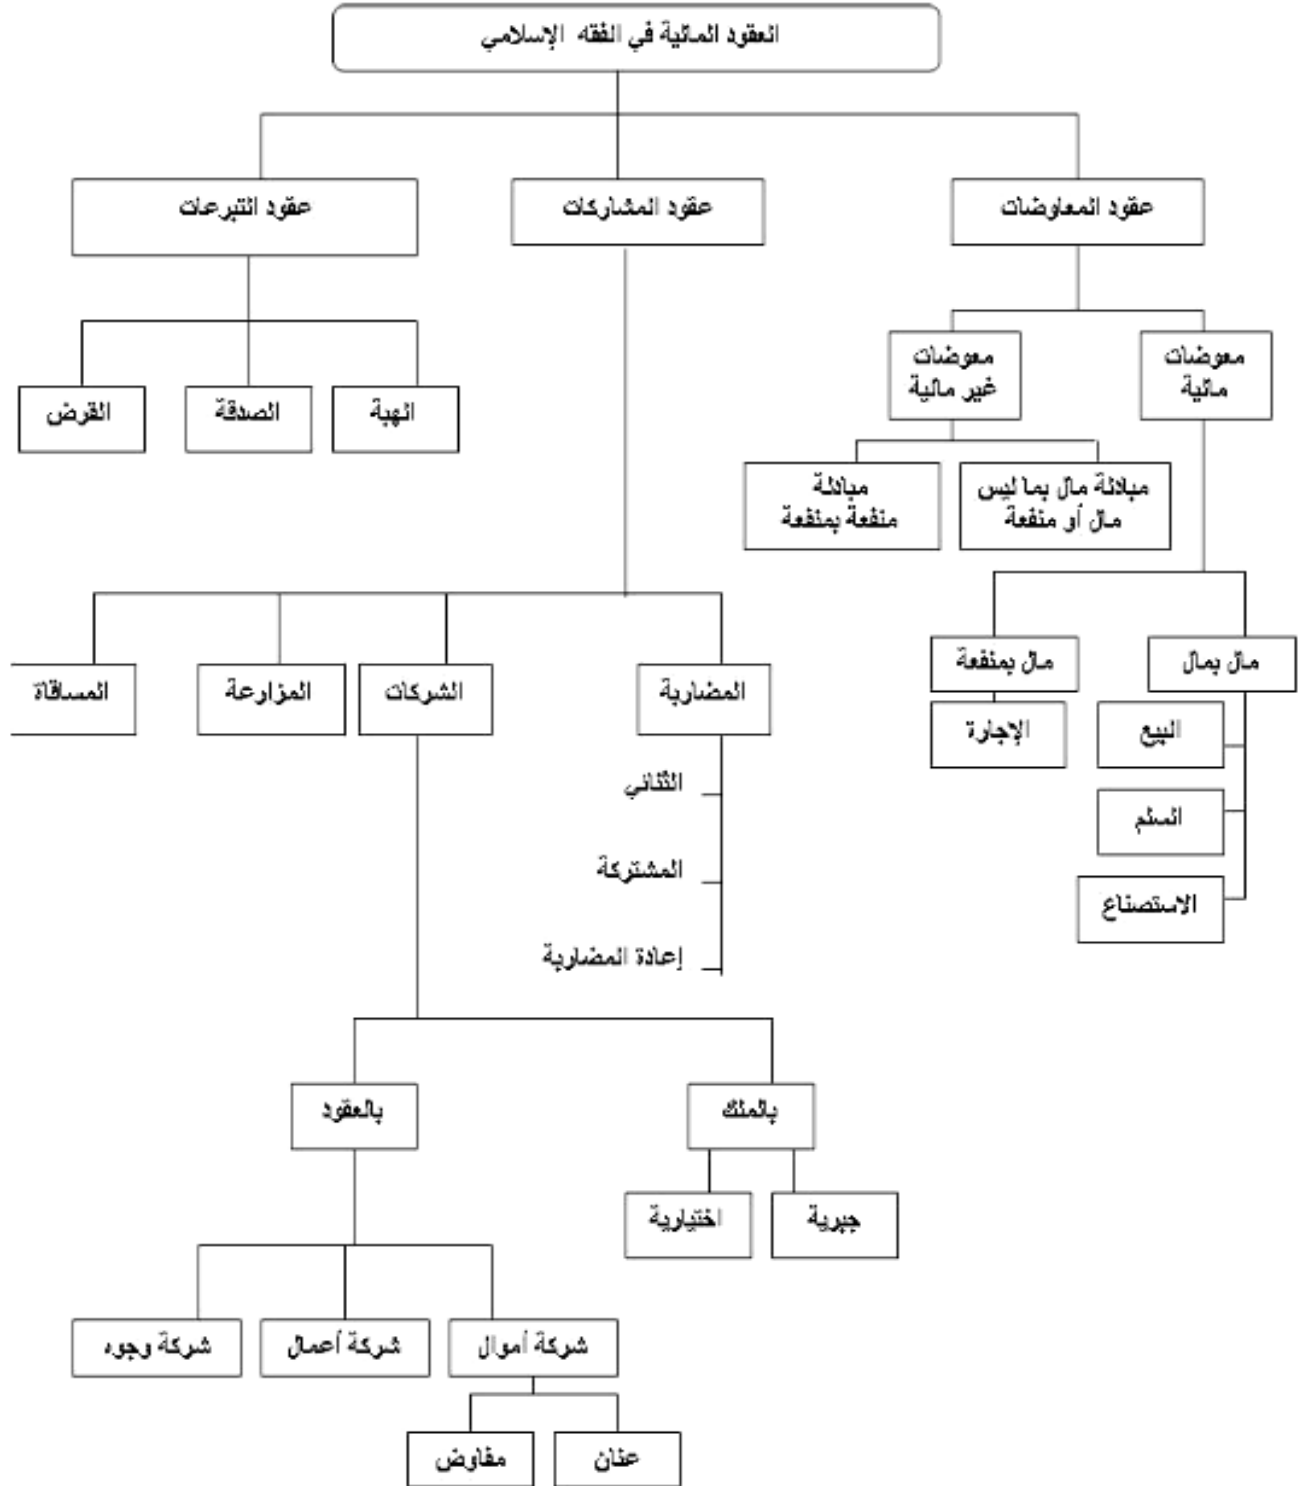 العقود المالية في الفقه الإسلامي
عقود المعاوضات
عقود المشاركات
عقود التبرعات
معوضات
مالية
معوضات
غير مالية
الهبة
الصدقة
القرض
مبادلة مال بما ليس
مال أو منفعة
مبادلة
منفعة بمنفعة
مال بمال
مال بمنفعة
المضاربة
الشركات
المزارعة
المساقاة
البيع
الإجارة
السلم
الاستصناع
الثنائي
المشتركة
إعادة المضاربة
بالملك
بالعقود
جبرية
اختيارية
شركة أموال
شركة أعمال
شركة وجوه
عنان
مفاوض